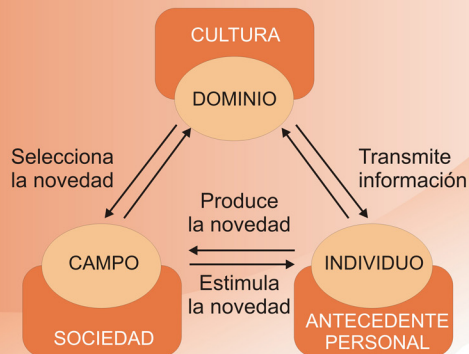 CULTURA
DOMINIO
Selecciona
la novedad
Transmite
información
Produce
la novedad
CAMPO
INDIVIDUO
Estimula
la novedad
SOCIEDAD
ANTECEDENTE
PERSONAL